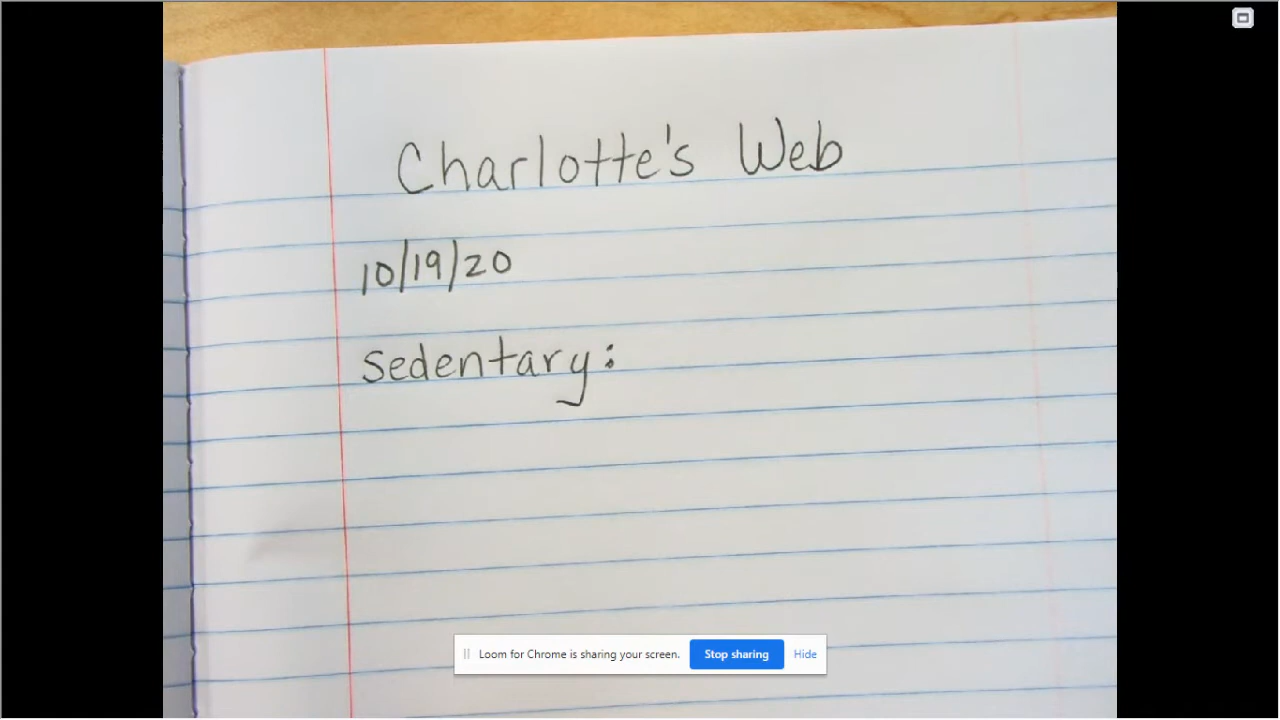 Charlotte's Web
10/19/20
sedentary:
Loom for Chrome is sharing your screen. Stop sharing Hide